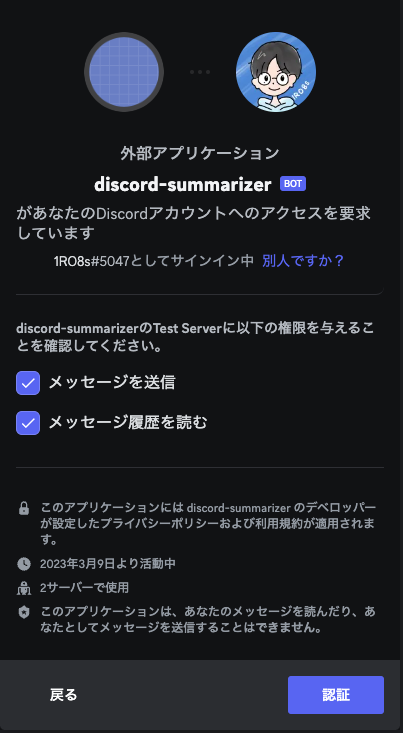 1RO8s
外部アプリケーション
discord-summarizer BOT
があなたのDiscordアカウントへのアクセスを要求
しています
1RO8s#5047としてサインイン中 別人ですか？
discord-summarizerのTest Serverに以下の権限を与えるこ
とを確認してください。
メッセージを送信
メッセージ履歴を読む
このアプリケーションには discord-summarizer のデベロッパー
が設定したプライバシーポリシーおよび利用規約が適用されま
す。
2023年3月9日より活動中
2サーバーで使用
このアプリケーションは、あなたのメッセージを読んだり、あ
なたとしてメッセージを送信することはできません。
戻る
認証